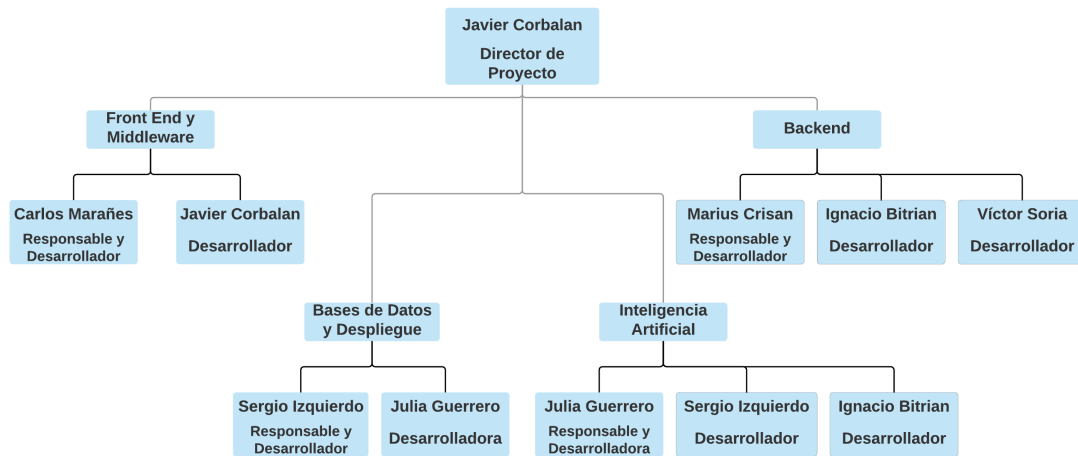 Javier Corbalan
Director de
Proyecto
Front End y
Middleware
Backend
Carlos Marañes
Responsable y
Desarrollador
Javier Corbalan
Desarrollador
Marius Crisan
Responsable y
Desarrollador
Ignacio Bitrian
Desarrollador
Víctor Soria
Desarrollador
Bases de Datos
y Despliegue
Inteligencia
Artificial
Sergio Izquierdo
Responsable y
Desarrollador
Julia Guerrero
Desarrolladora
Julia Guerrero
Responsable y
Desarrolladora
Sergio Izquierdo
Desarrollador
Ignacio Bitrian
Desarrollador